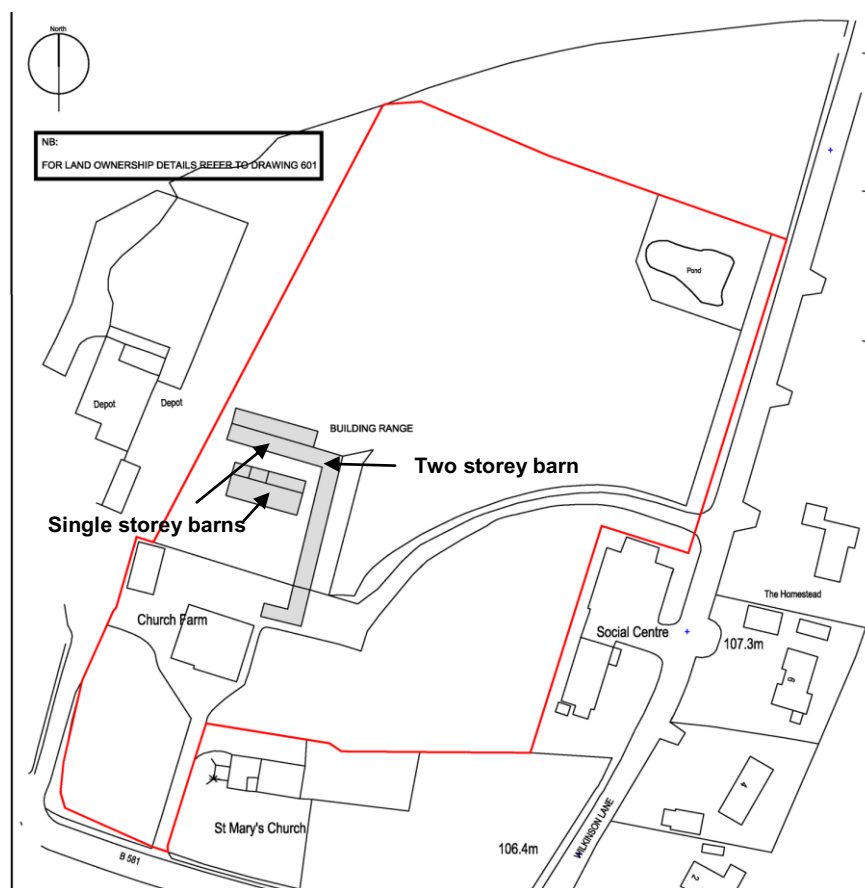 North
NB:
FOR LAND OWNERSHIP DETAILS REFER TO DRAWING 601
Pond
Depot
Depot
BUILDING RANGE
Two storey barn
Single storey barns
Church Farm
The Homestead
Social Centre
107.3m
6
4
St Mary's Church
106.4m
WILKINSON LANE
B 581
2